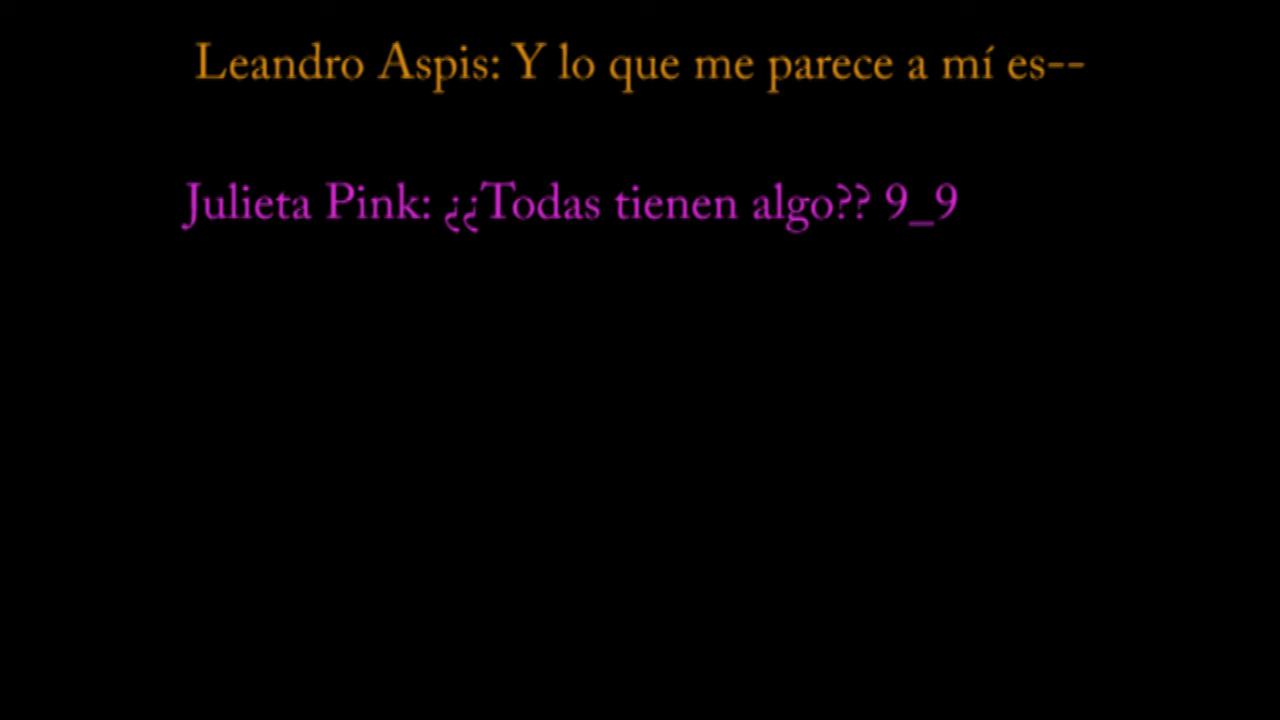 Leandro Aspis: Y lo que me parece a mí es--
Julieta Pink: ¿¿Todas tienen algo?? 9_9